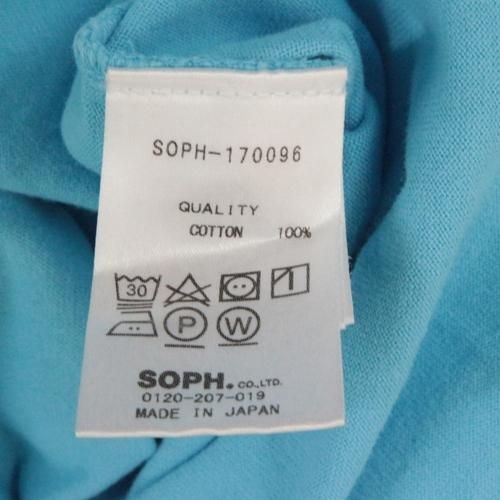 SOPH-170096
QUALITY
COTTON 100%
30
P W
SOPH. CO.,LTD.
0120-207-019
MADE IN JAPAN